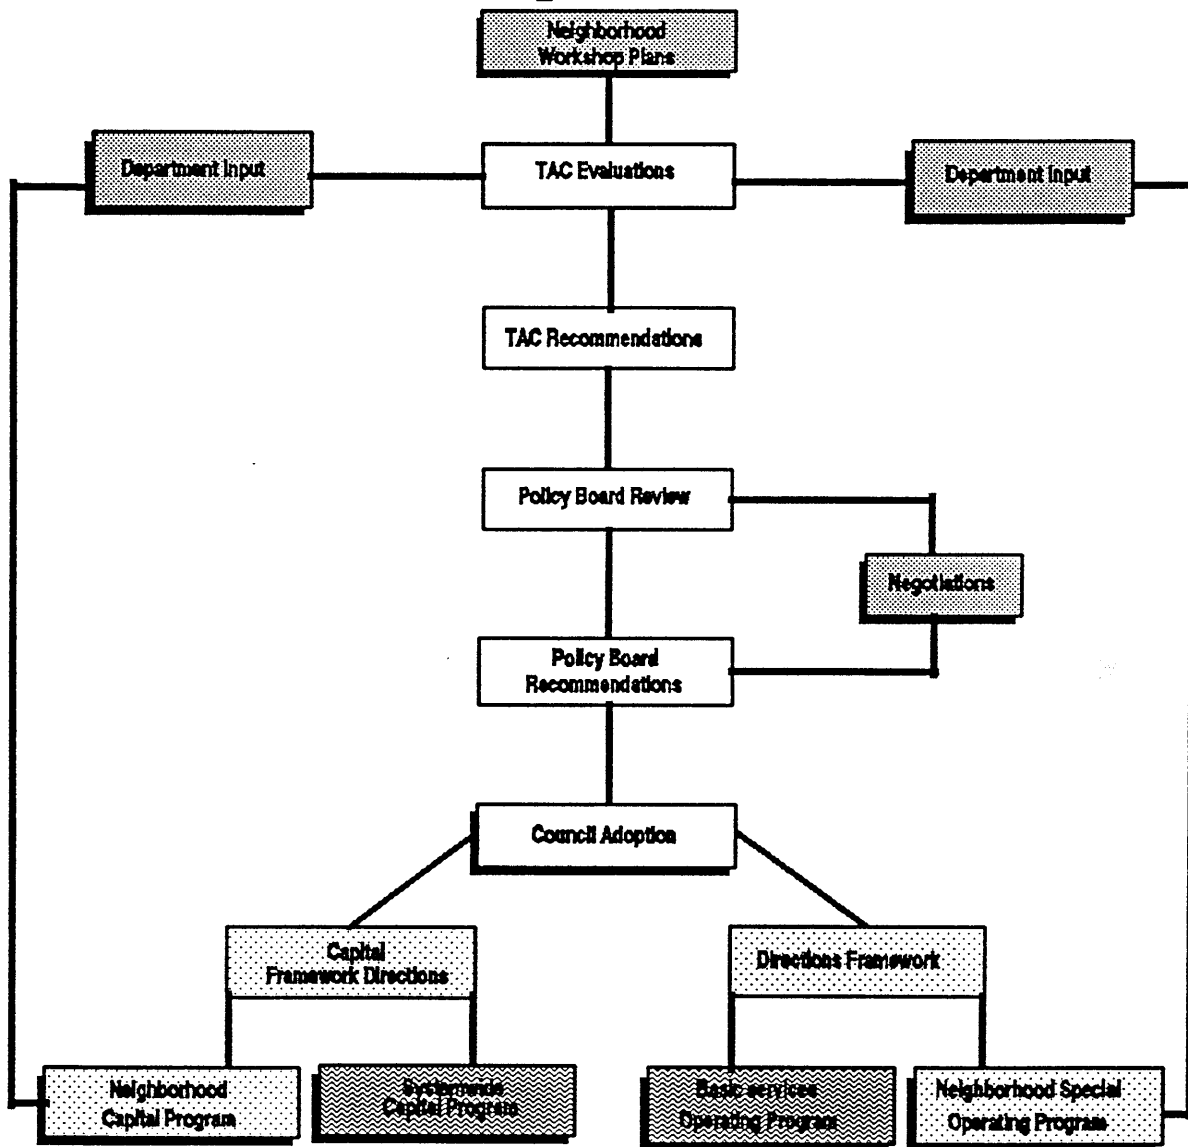 Neighborhood
Workshop Plans
Department Input
TAC Evaluations
Department Input
TAC Recommendations
Policy Board Review
Negotiations
Policy Board
Recommendations
Council Adoption
Capital
Framework Directions
Directions Framework
Neighborhood
Capital Program
Systemwide
Capital Program
Basic services
Operating Program
Neighborhood Special
Operating Program